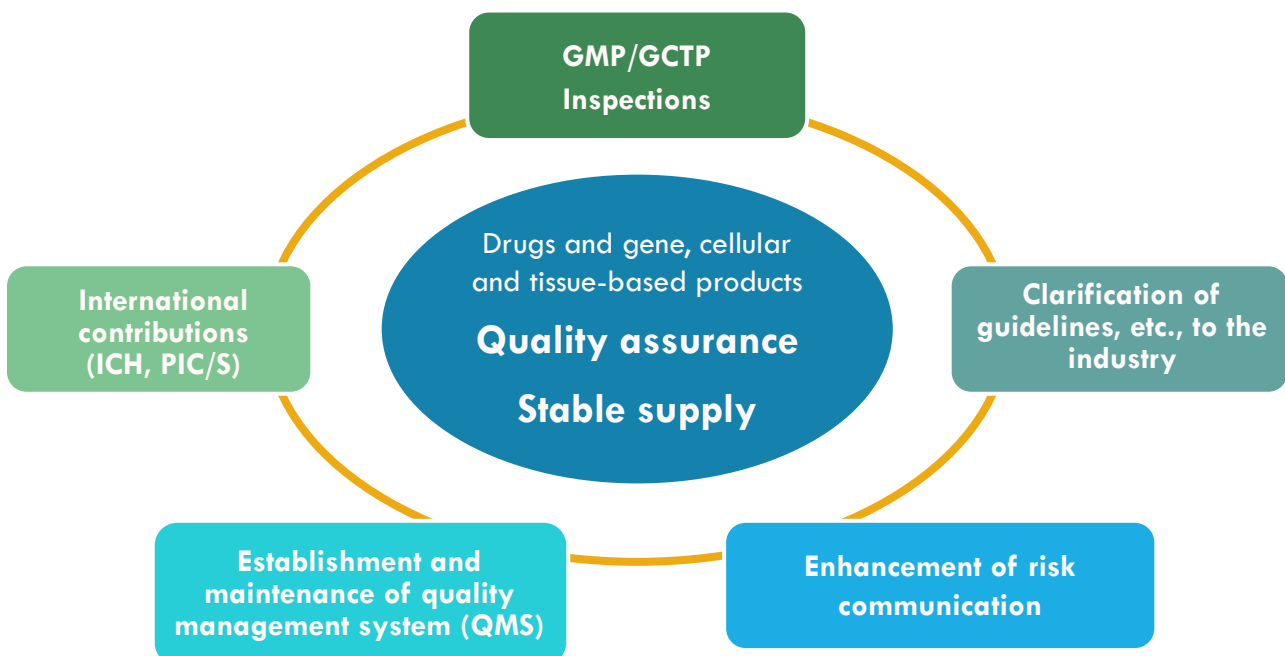 GMP/GCTP
Inspections
Drugs and gene, cellular
and tissue-based products
Quality assurance
Stable supply
International
contributions
(ICH, PIC/S)
Clarification of
guidelines, etc., to the
industry
Establishment and
maintenance of quality
management system (QMS)
Enhancement of risk
communication